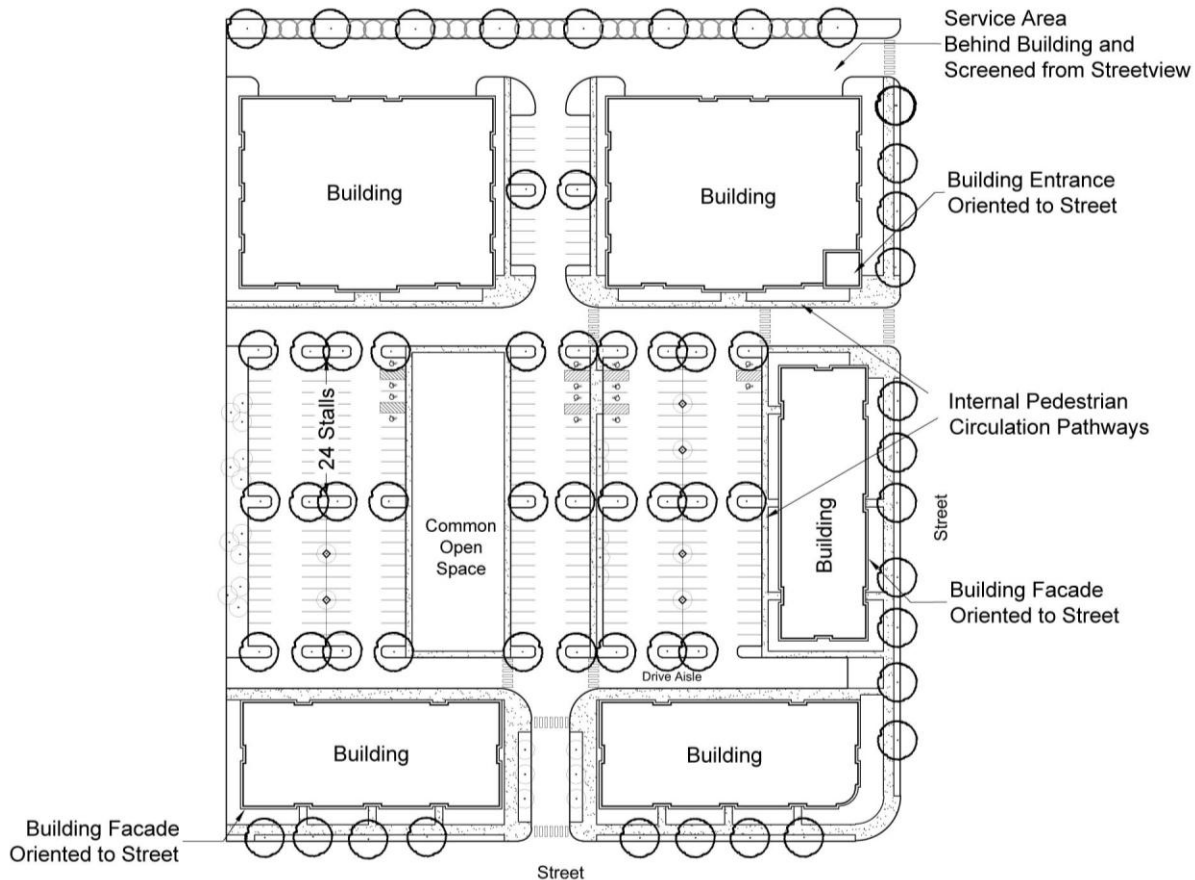 Service Area
Behind Building and
Screened from Streetview
Building
Building
Building Entrance
Oriented to Street
24 Stalls
Internal Pedestrian
Circulation Pathways
Common
Open
Space
Building
Street
Building Facade
Oriented to Street
Drive Aisle
Building
Building
Building Facade
Oriented to Street
Street